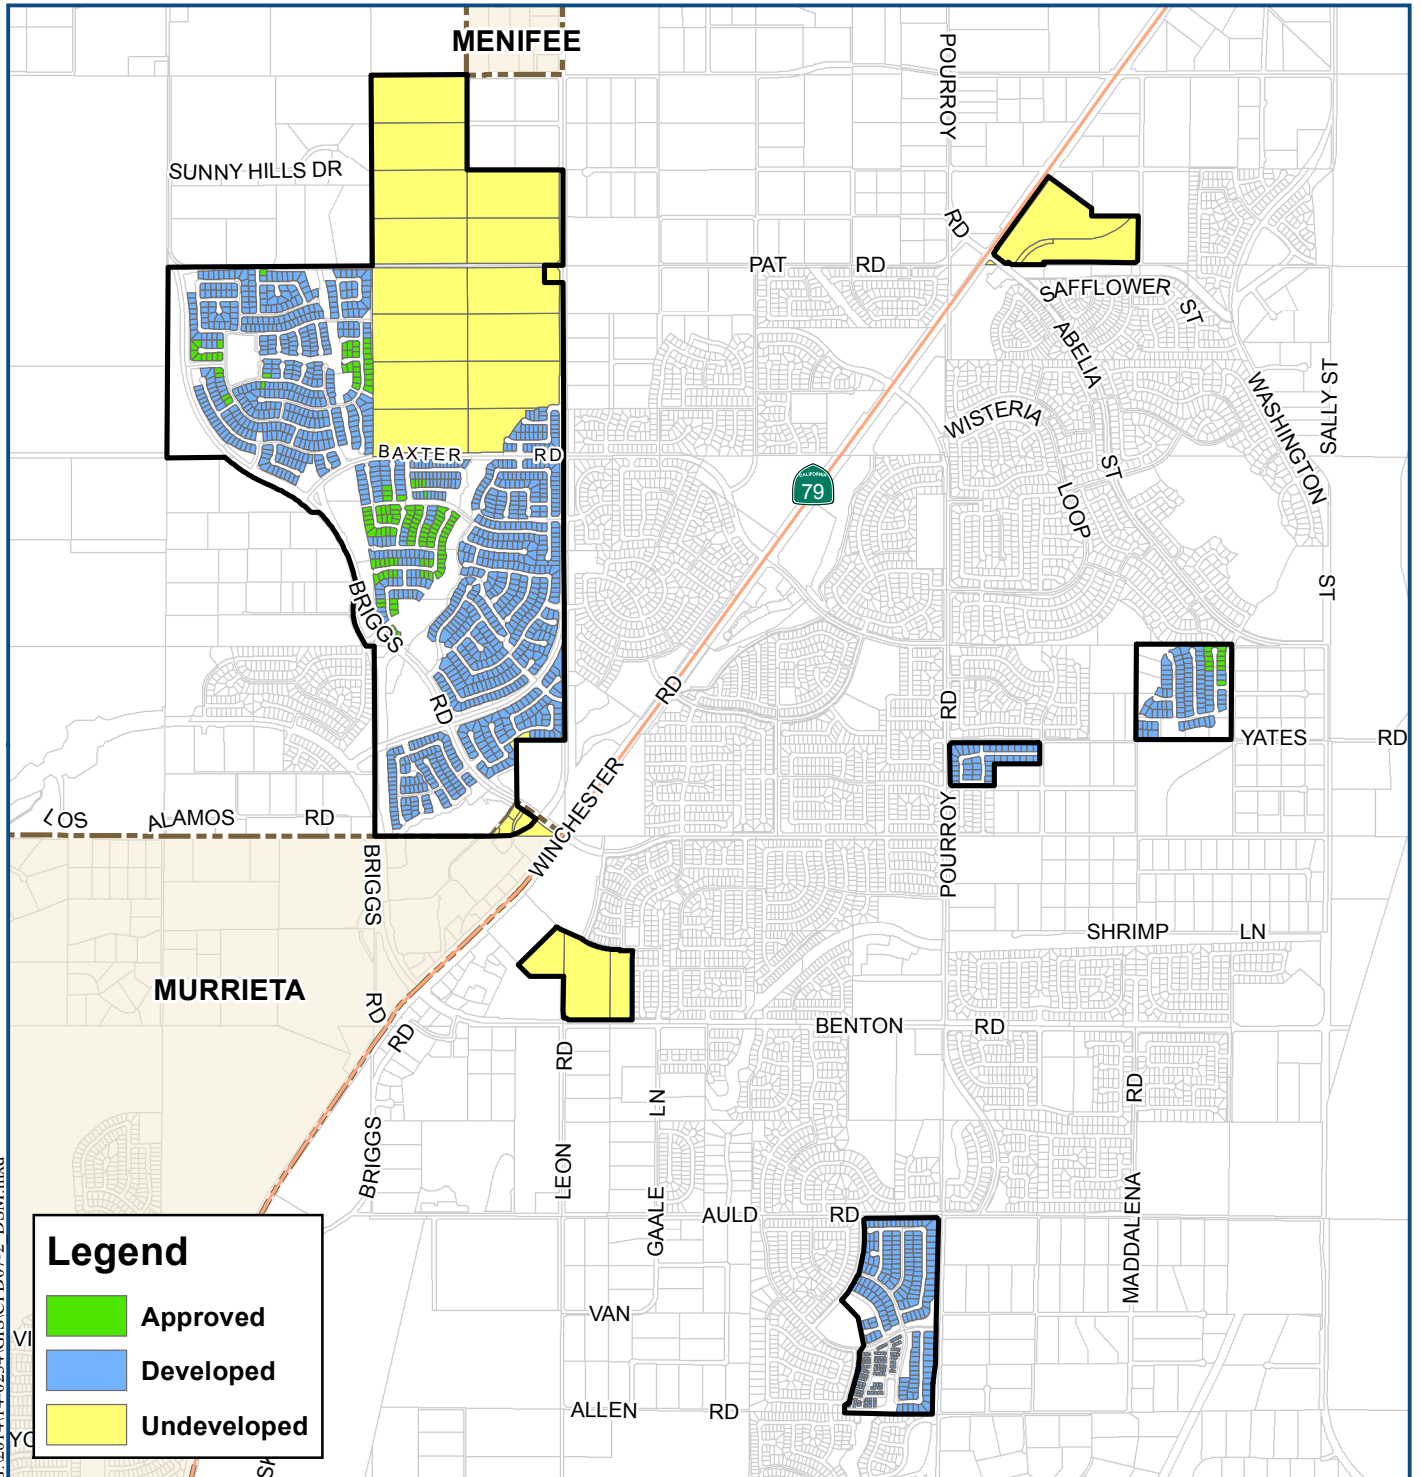 MENIFEE
POURROY
SUNNY HILLS DR
RD
PAT RD
SAFFLOWER
ST
ABELIA
ST
WISTERIA
LOOP
WASHINGTON
ST
SALLY ST
BAXTER RD
CALIFORNIA
79
BRIGGS
RD
RD
RD
YATES RD
LOS ALAMOS RD
WINCHESTER
POURROY
BRIGGS
SHRIMP LN
MURRIETA
RD
RD
BENTON RD
RD
LN
RD
BRIGGS
LEON
GAALE
MADDALENA
AULD RD
VAN
ALLEN RD
Legend
Approved
Developed
Undeveloped